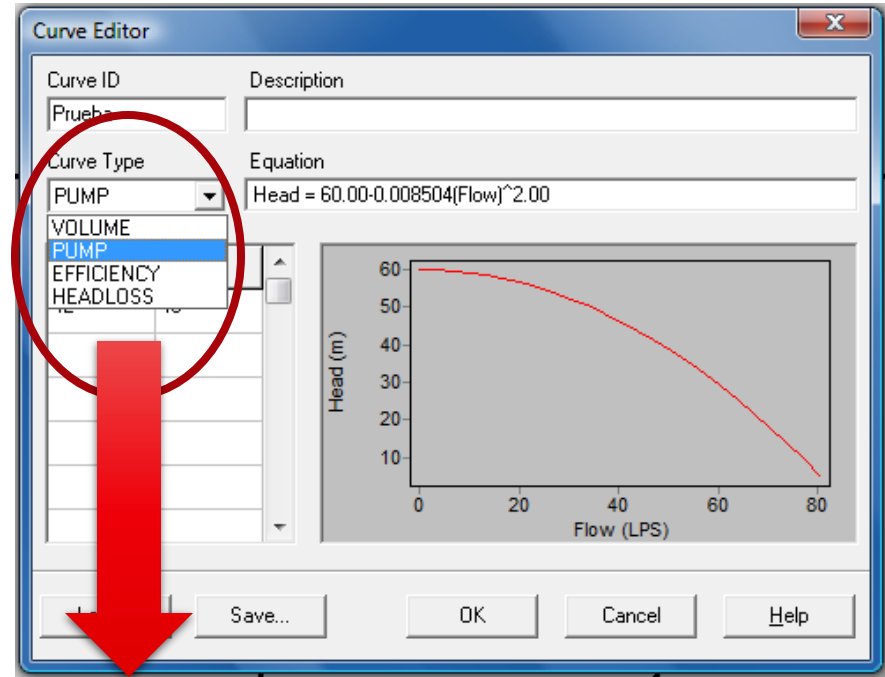 Curve Editor
Curve ID
Description
Prueba
Curve Type
Equation
PUMP
Head = 60.00-0.008504(Flow)^2.00
VOLUME
PUMP
EFFICIENCY
HEADLOSS
60
50
40
30
20
10
Head (m)
0 20 40 60 80
Flow (LPS)
Save... OK Cancel Help